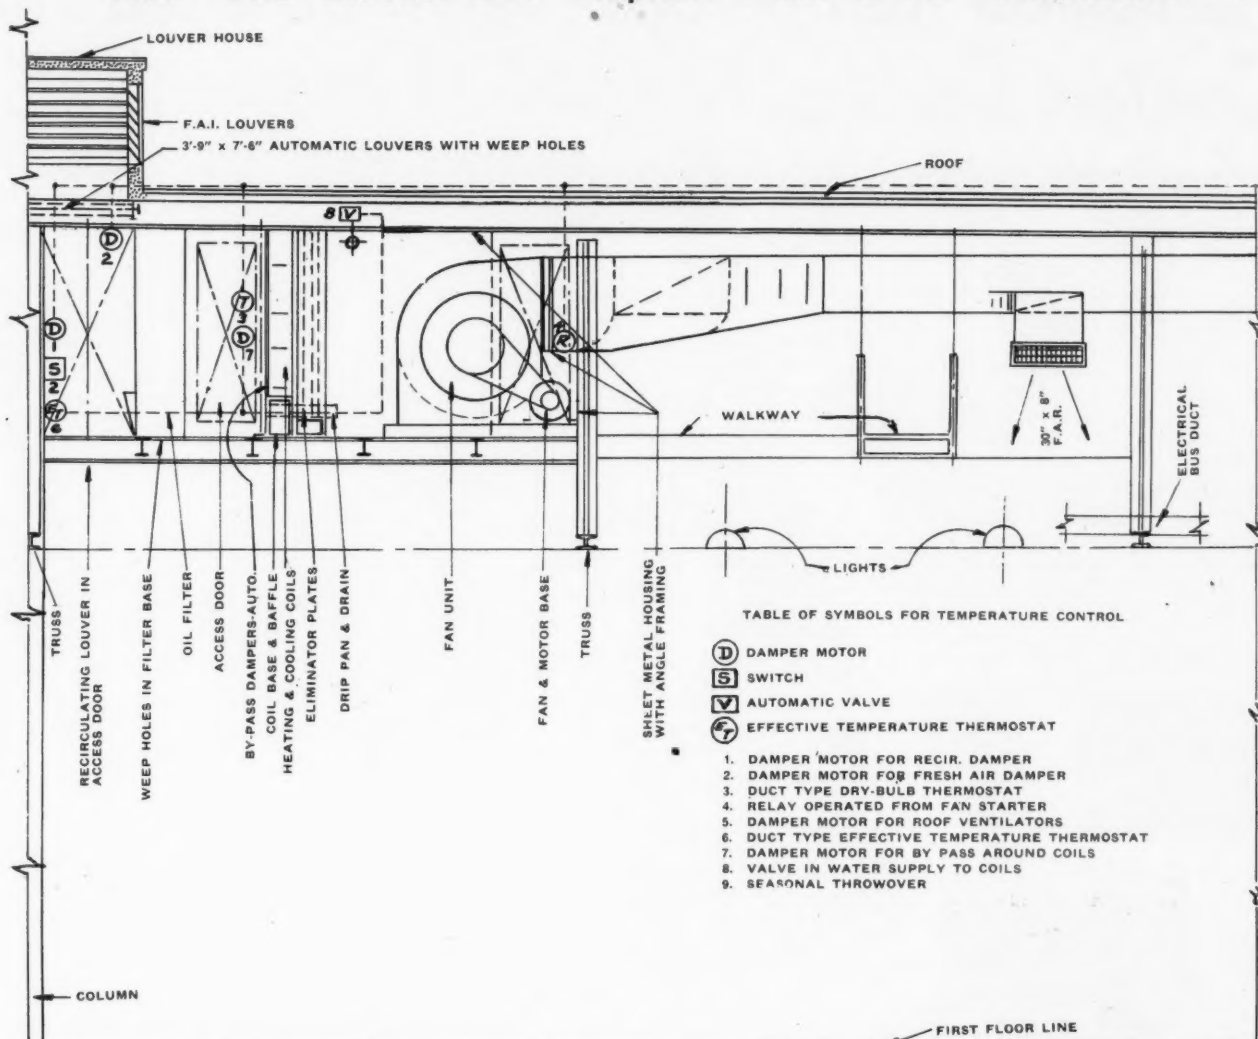 LOUVER HOUSE
F.A.I. LOUVERS
3'-9" x 7'-6" AUTOMATIC LOUVERS WITH WEEP HOLES
ROOF
8 V
D
2
T
3
D
7
D
1
S
2
ET
6
R
WALKWAY
30" x 8"
F.A.R.
ELECTRICAL
BUS DUCT
LIGHTS
TRUSS
RECIRCULATING LOUVER IN
ACCESS DOOR
WEEP HOLES IN FILTER BASE
OIL FILTER
ACCESS DOOR
BY-PASS DAMPERS-AUTO.
COIL BASE & BAFFLE
HEATING & COOLING COILS
ELIMINATOR PLATES
DRIP PAN & DRAIN
FAN UNIT
FAN & MOTOR BASE
TRUSS
SHEET METAL HOUSING
WITH ANGLE FRAMING
TABLE OF SYMBOLS FOR TEMPERATURE CONTROL
D DAMPER MOTOR
S SWITCH
V AUTOMATIC VALVE
ET EFFECTIVE TEMPERATURE THERMOSTAT
1. DAMPER MOTOR FOR RECIR. DAMPER
2. DAMPER MOTOR FOR FRESH AIR DAMPER
3. DUCT TYPE DRY-BULB THERMOSTAT
4. RELAY OPERATED FROM FAN STARTER
5. DAMPER MOTOR FOR ROOF VENTILATORS
6. DUCT TYPE EFFECTIVE TEMPERATURE THERMOSTAT
7. DAMPER MOTOR FOR BY PASS AROUND COILS
8. VALVE IN WATER SUPPLY TO COILS
9. SEASONAL THROWOVER
COLUMN
FIRST FLOOR LINE